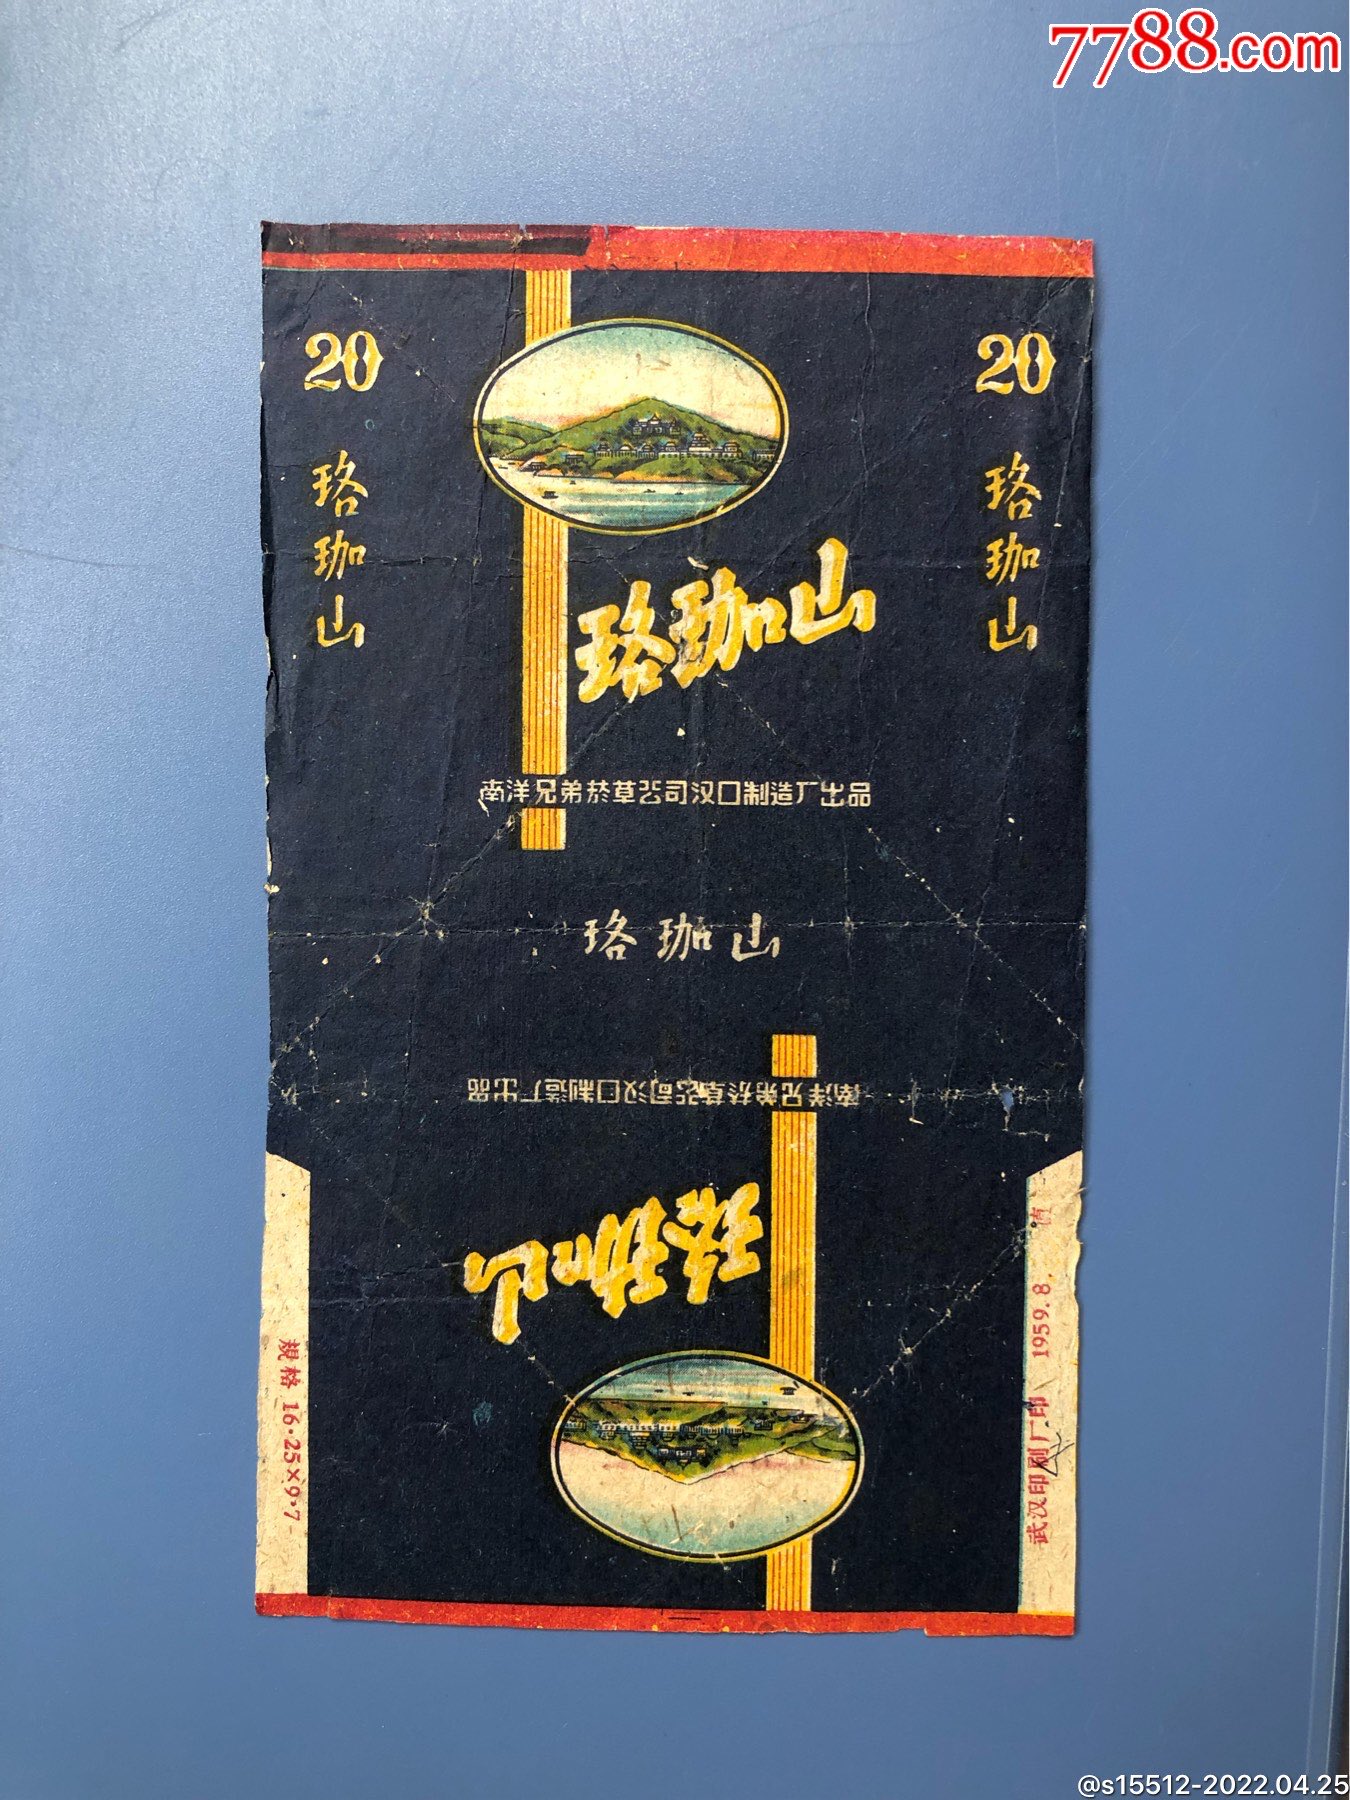 7788.com
20
20
珞珈山
珞珈山
珞珈山
南洋兄弟菸草公司汉口制造厂出品
珞珈山
南洋兄弟菸草公司汉口制造厂出品
珞珈山
规格 16·25×9·7
武汉印刷厂印 1959.8.
@s15512-2022.04.25